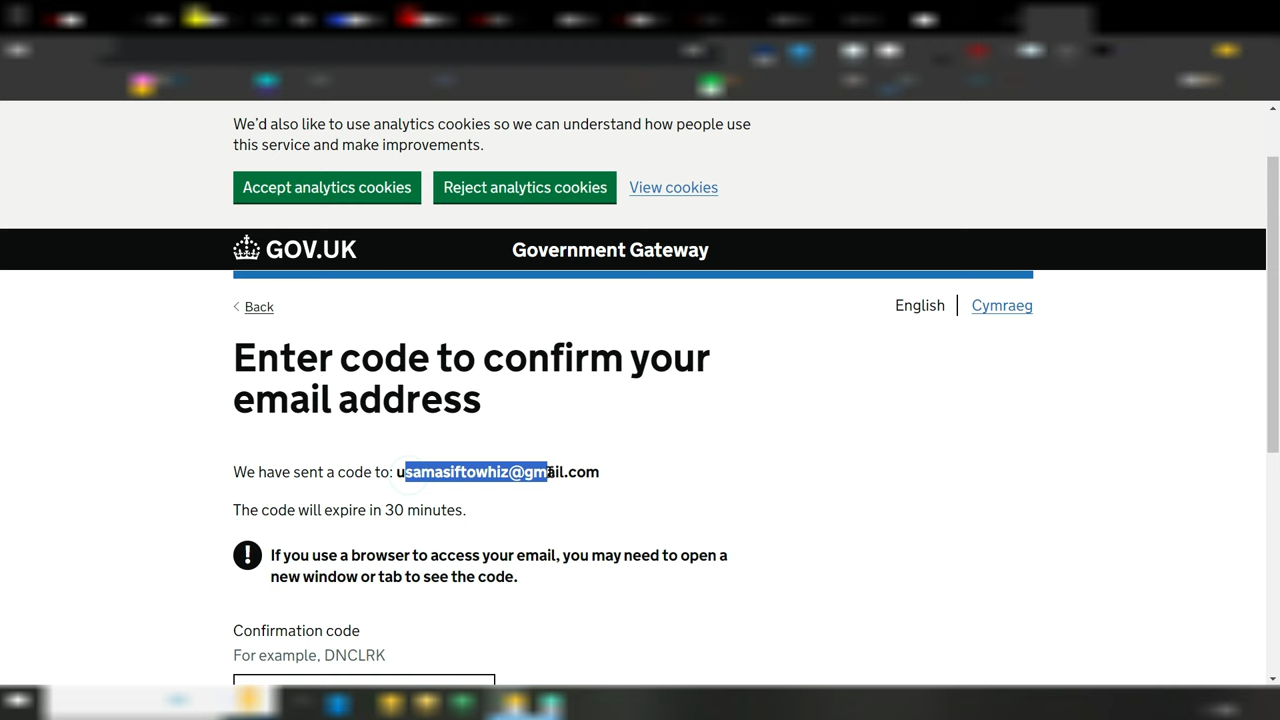 We'd also like to use analytics cookies so we can understand how people use
this service and make improvements.
Accept analytics cookies Reject analytics cookies View cookies
GOV.UK Government Gateway
Back English Cymraeg
Enter code to confirm your
email address
We have sent a code to: usamasiftowhiz@gmail.com
The code will expire in 30 minutes.
! If you use a browser to access your email, you may need to open a
new window or tab to see the code.
Confirmation code
For example, DNCLRK